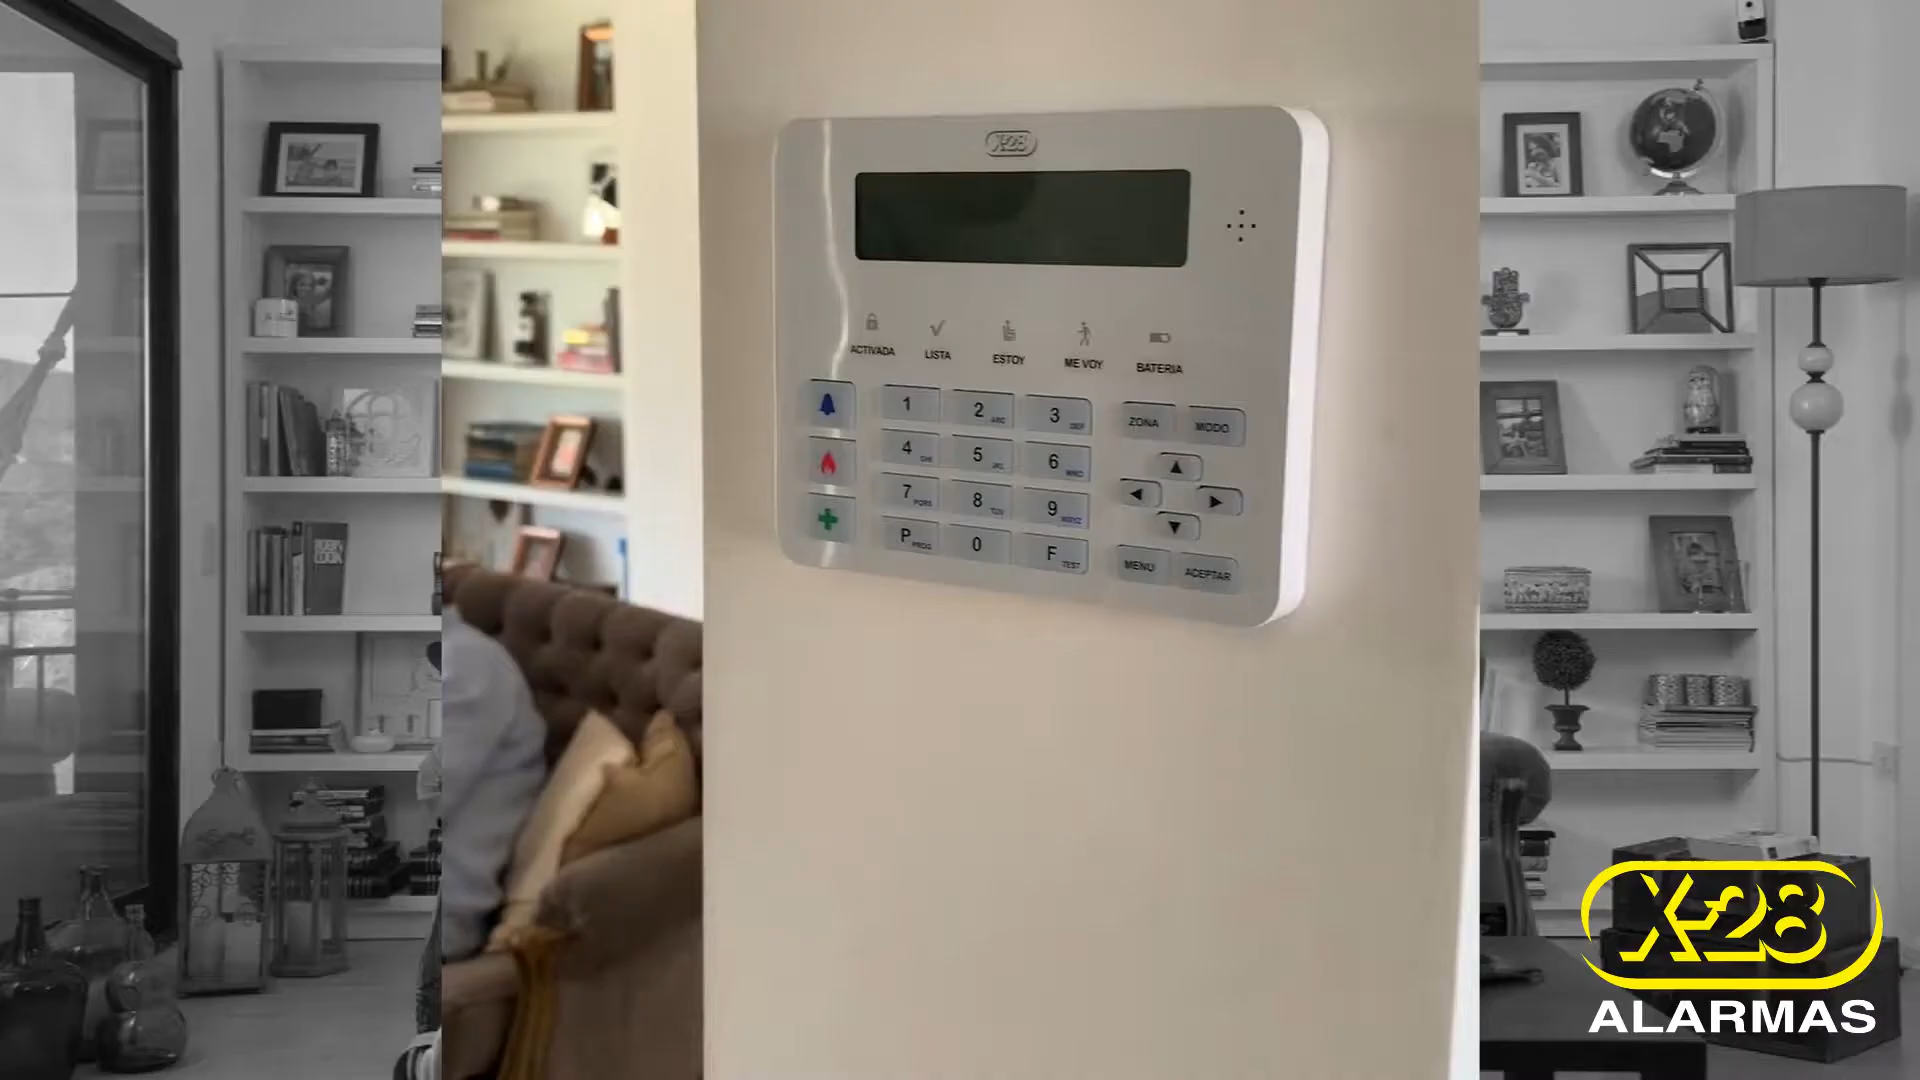 X-28
ACTIVADA LISTA ESTOY ME VOY BATERIA
1 2 ABC 3 DEF ZONA MODO
4 GHI 5 JKL 6 MNO
7 PQRS 8 TUV 9 WXYZ
P PROG 0 F TEST MENU ACEPTAR
X-28
ALARMAS